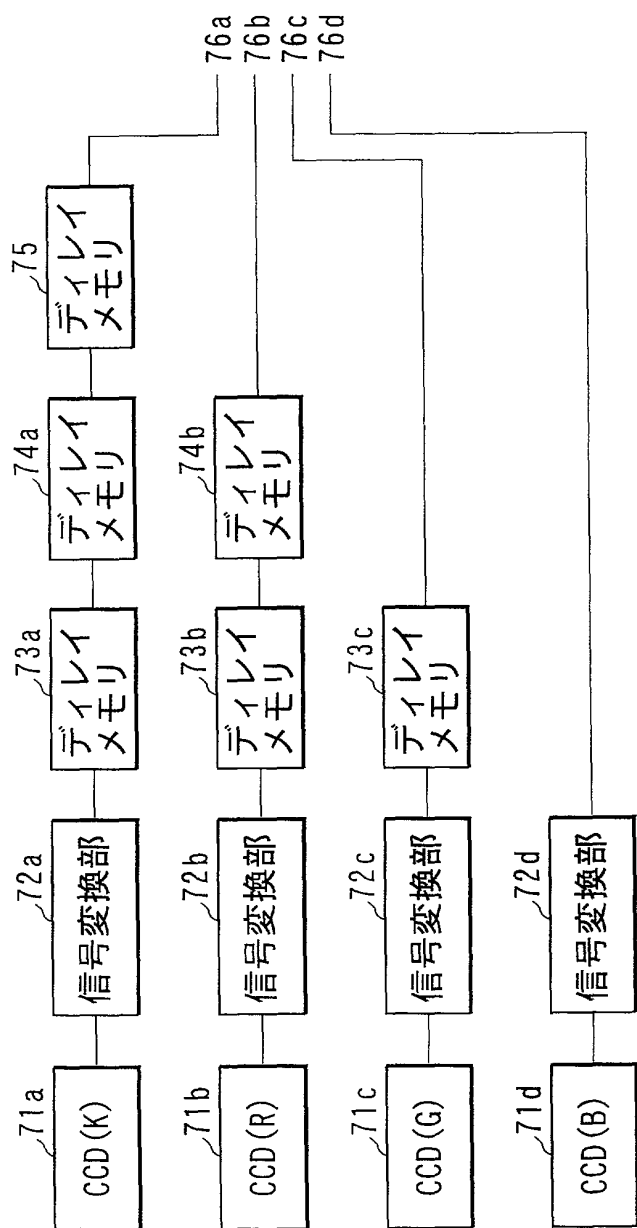 71a
CCD(K)
72a
信号変換部
73a
ディレイ
メモリ
74a
ディレイ
メモリ
75
ディレイ
メモリ
76a
71b
CCD(R)
72b
信号変換部
73b
ディレイ
メモリ
74b
ディレイ
メモリ
76b
71c
CCD(G)
72c
信号変換部
73c
ディレイ
メモリ
76c
71d
CCD(B)
72d
信号変換部
76d